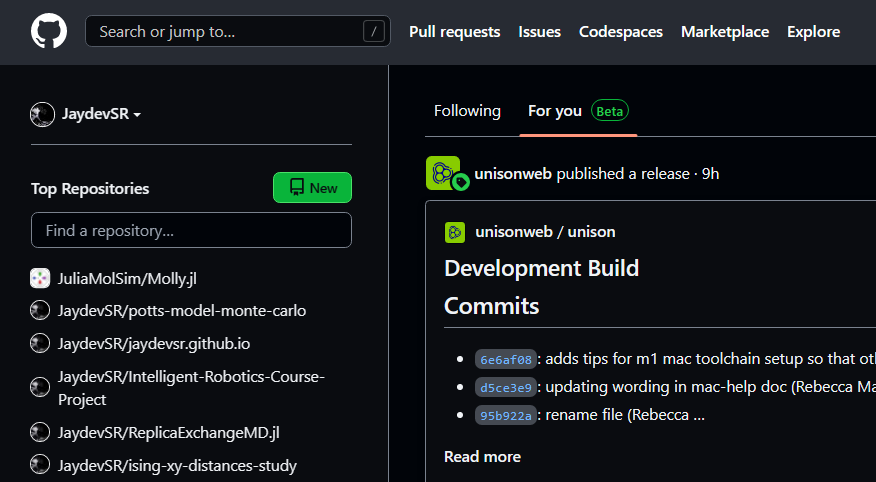 Search or jump to...
/
Pull requests Issues Codespaces Marketplace Explore
JaydevSR
Top Repositories
New
Find a repository...
JuliaMolSim/Molly.jl
JaydevSR/potts-model-monte-carlo
JaydevSR/jaydevsr.github.io
JaydevSR/Intelligent-Robotics-Course-
Project
JaydevSR/ReplicaExchangeMD.jl
JaydevSR/ising-xy-distances-study
Following For you Beta
unisonweb published a release · 9h
unisonweb / unison
Development Build
Commits
6e6af08: adds tips for m1 mac toolchain setup so that
d5ce3e9: updating wording in mac-help doc (Rebecca
95b922a: rename file (Rebecca ...
Read more